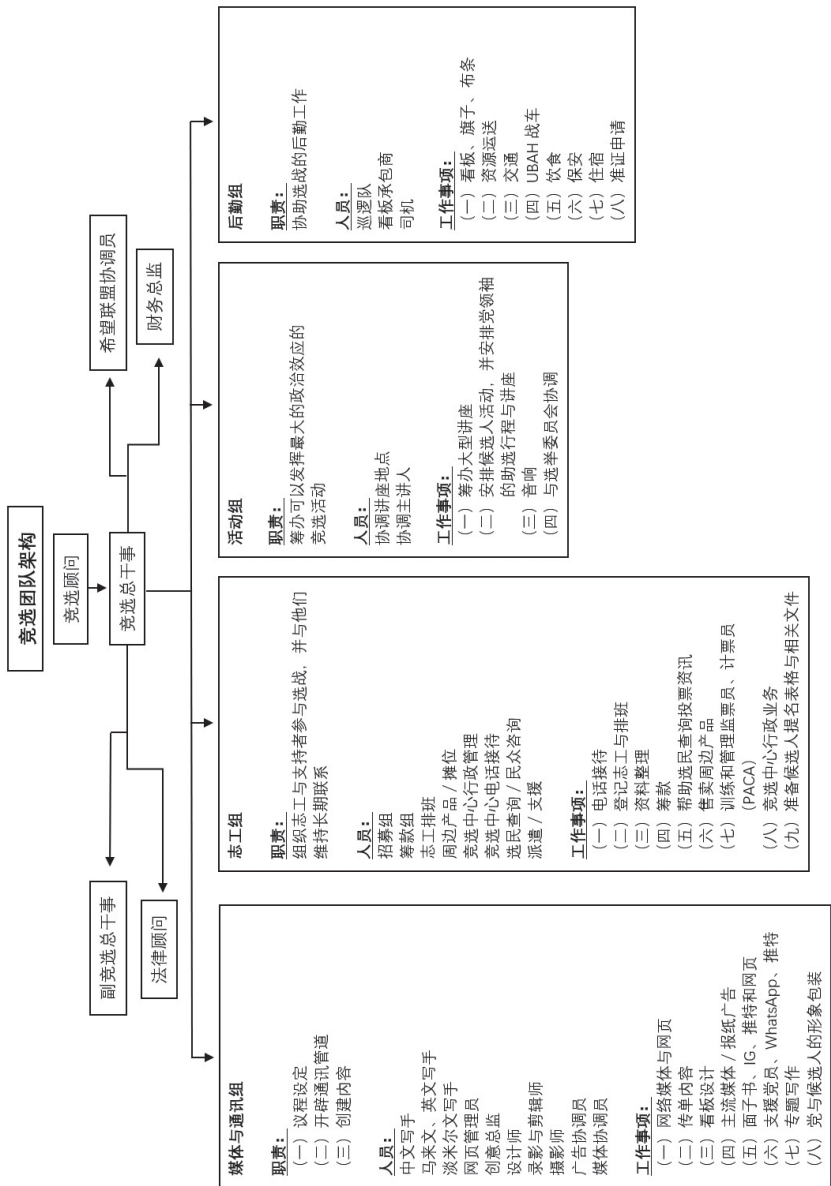 竞选团队架构
竞选顾问
竞选总干事
副竞选总干事
法律顾问
希望联盟协调员
财务总监
媒体与通讯组
职责：
（一）议程设定
（二）开辟通讯管道
（三）创建内容
人员：
中文写手
马来文、英文写手
淡米尔文写手
网页管理员
创意总监
设计师
录影与剪辑师
摄影师
广告协调员
媒体协调员
工作事项：
（一）网络媒体与网页
（二）传单内容
（三）看板设计
（四）主流媒体／报纸广告
（五）面子书、IG、推特和网页
（六）支援党员、WhatsApp、推特
（七）专题写作
（八）党与候选人的形象包装
志工组
职责：
组织志工与支持者参与选战，并与他们
维持长期联系
人员：
招募组
筹款组
志工排班
周边产品／摊位
竞选中心行政管理
竞选中心电话接待
选民查询／民众咨询
派遣／支援
工作事项：
（一）电话接待
（二）登记志工与排班
（三）资料整理
（四）筹款
（五）帮助选民查询投票资讯
（六）售卖周边产品
（七）训练和管理监票员、计票员
（PACA）
（八）竞选中心行政业务
（九）准备候选人提名表格与相关文件
活动组
职责：
筹办可以发挥最大的政治效应的
竞选活动
人员：
协调讲座地点
协调主讲人
工作事项：
（一）筹办大型讲座
（二）安排候选人活动，并安排党领袖
的助选行程与讲座
（三）音响
（四）与选举委员会协调
后勤组
职责：
协助选战的后勤工作
人员：
巡逻队
看板承包商
司机
工作事项：
（一）看板、旗子、布条
（二）资源运送
（三）交通
（四）UBAH 战车
（五）饮食
（六）保安
（七）住宿
（八）准证申请